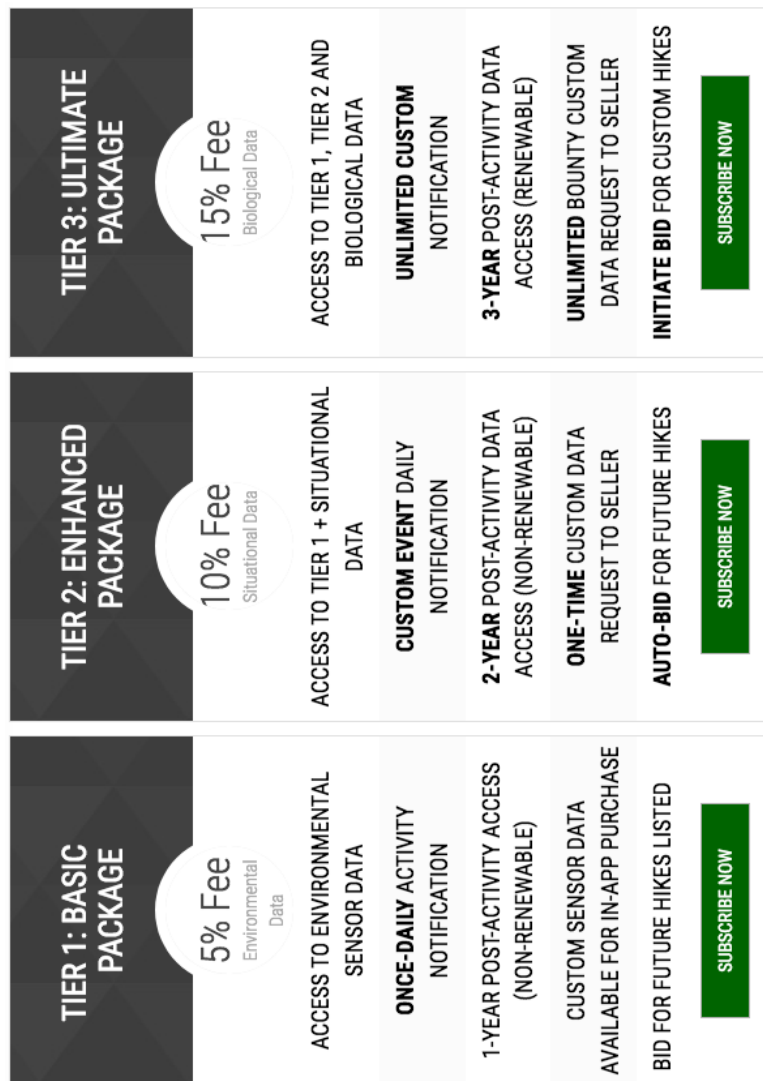 TIER 1: BASIC
PACKAGE
5% Fee
Environmental
Data
ACCESS TO ENVIRONMENTAL
SENSOR DATA
ONCE-DAILY ACTIVITY
NOTIFICATION
1-YEAR POST-ACTIVITY ACCESS
(NON-RENEWABLE)
CUSTOM SENSOR DATA
AVAILABLE FOR IN-APP PURCHASE
BID FOR FUTURE HIKES LISTED
SUBSCRIBE NOW
TIER 2: ENHANCED
PACKAGE
10% Fee
Situational Data
ACCESS TO TIER 1 + SITUATIONAL
DATA
CUSTOM EVENT DAILY
NOTIFICATION
2-YEAR POST-ACTIVITY DATA
ACCESS (NON-RENEWABLE)
ONE-TIME CUSTOM DATA
REQUEST TO SELLER
AUTO-BID FOR FUTURE HIKES
SUBSCRIBE NOW
TIER 3: ULTIMATE
PACKAGE
15% Fee
Biological Data
ACCESS TO TIER 1, TIER 2 AND
BIOLOGICAL DATA
UNLIMITED CUSTOM
NOTIFICATION
3-YEAR POST-ACTIVITY DATA
ACCESS (RENEWABLE)
UNLIMITED BOUNTY CUSTOM
DATA REQUEST TO SELLER
INITIATE BID FOR CUSTOM HIKES
SUBSCRIBE NOW